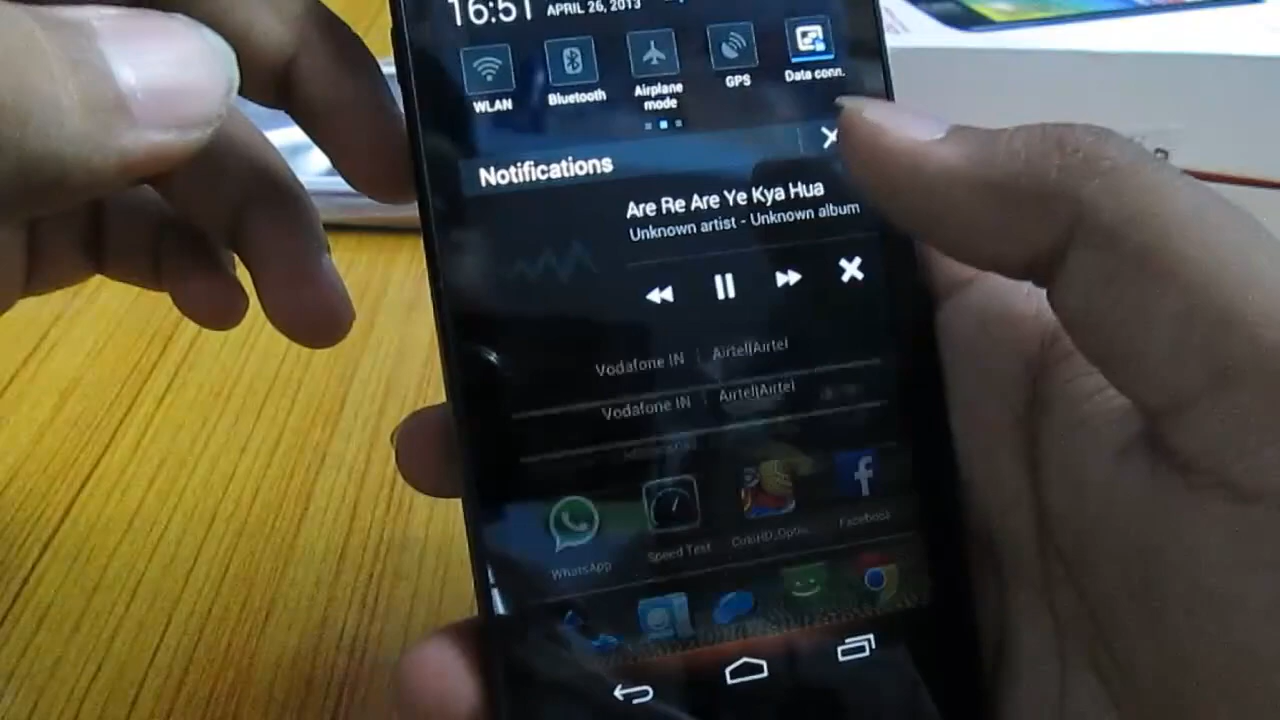 16:51 APRIL 26, 2013
WLAN Bluetooth Airplane mode GPS Data conn.
Notifications
Are Re Are Ye Kya Hua
Unknown artist - Unknown album
Vodafone IN | Airtel|Airtel
Vodafone IN | Airtel|Airtel
WhatsApp Speed Test Facebook